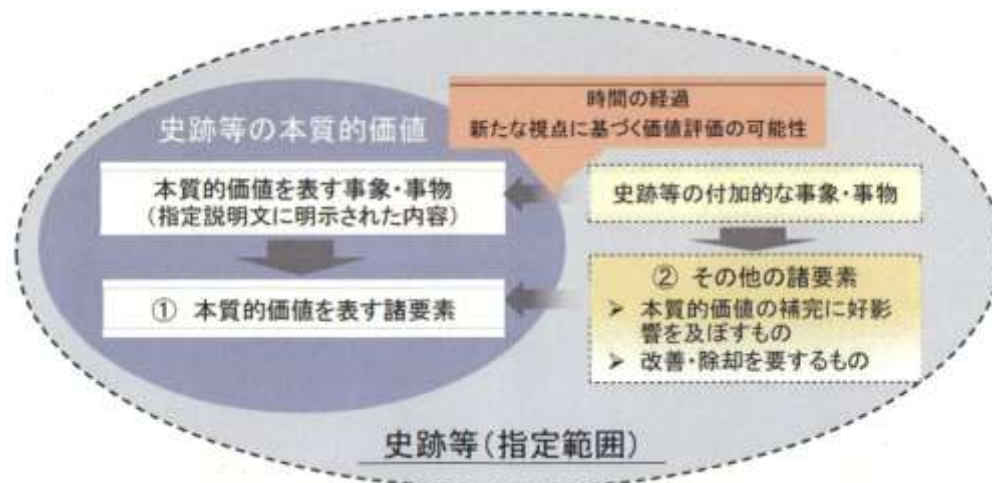 時間の経過
新たな視点に基づく価値評価の可能性
史跡等の本質的価値
本質的価値を表す事象・事物
(指定説明文に明示された内容)
史跡等の付加的な事象・事物
① 本質的価値を表す諸要素
② その他の諸要素
➢ 本質的価値の補完に好影
響を及ぼすもの
➢ 改善・除却を要するもの
史跡等(指定範囲)